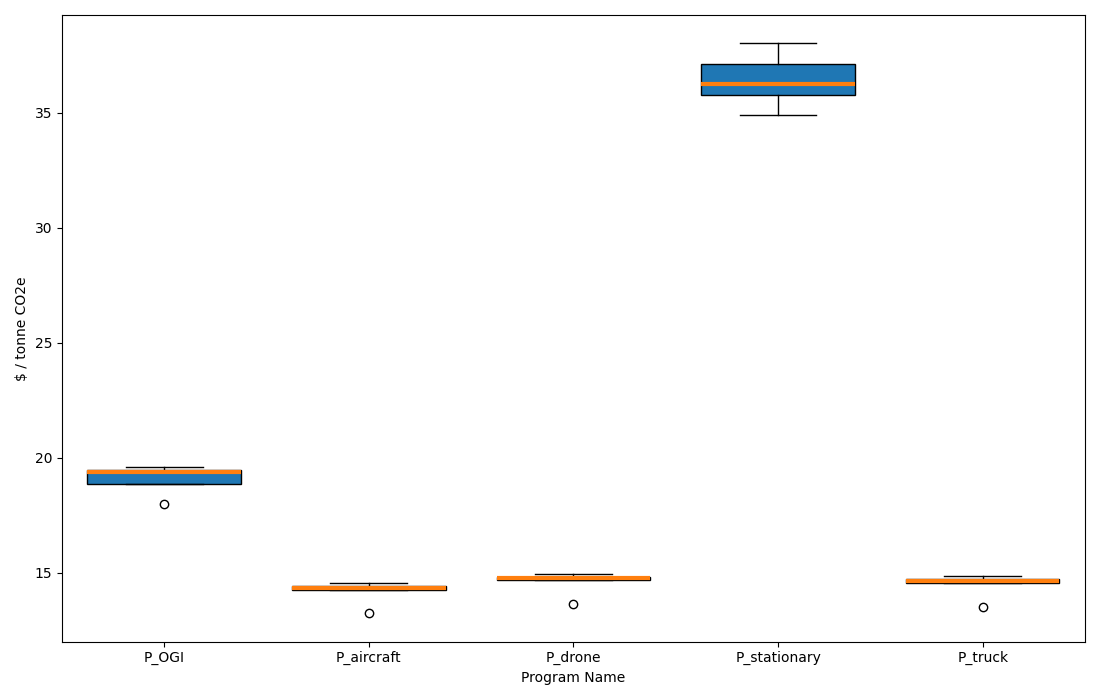 $ / tonne CO2e
35
30
25
20
15
P_OGI P_aircraft P_drone P_stationary P_truck
Program Name